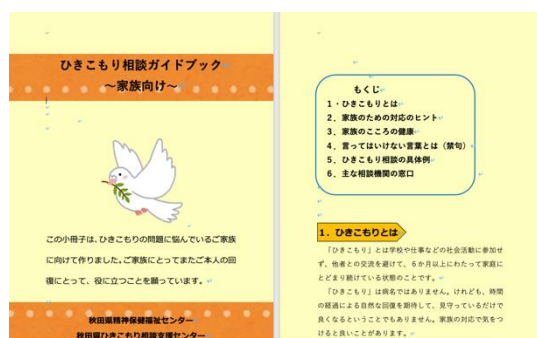 ひきこもり相談ガイドブック
～家族向け～
この小冊子は、ひきこもりの問題に悩んでいるご家族
に向けて作りました。ご家族にとってまたご本人の回
復にとって、役に立つことを願っています。
秋田県精神保健福祉センター
秋田県ひきこもり相談支援センター
もくじ
1・ひきこもりとは
2．家族のための対応のヒント
3．家族のこころの健康
4．言ってはいけない言葉とは（禁句）
5．ひきこもり相談の具体例
6．主な相談機関の窓口
1．ひきこもりとは
「ひきこもり」とは学校や仕事などの社会活動に参加せ
ず、他者との交流を避けて、６か月以上にわたって家庭に
とどまり続けている状態のことです。
「ひきこもり」は病名ではありません。けれども、時間
の経過による自然な回復を期待して、見守っているだけで
良くなるということでもありません。家族の対応で気をつ
けると良いことがあります。